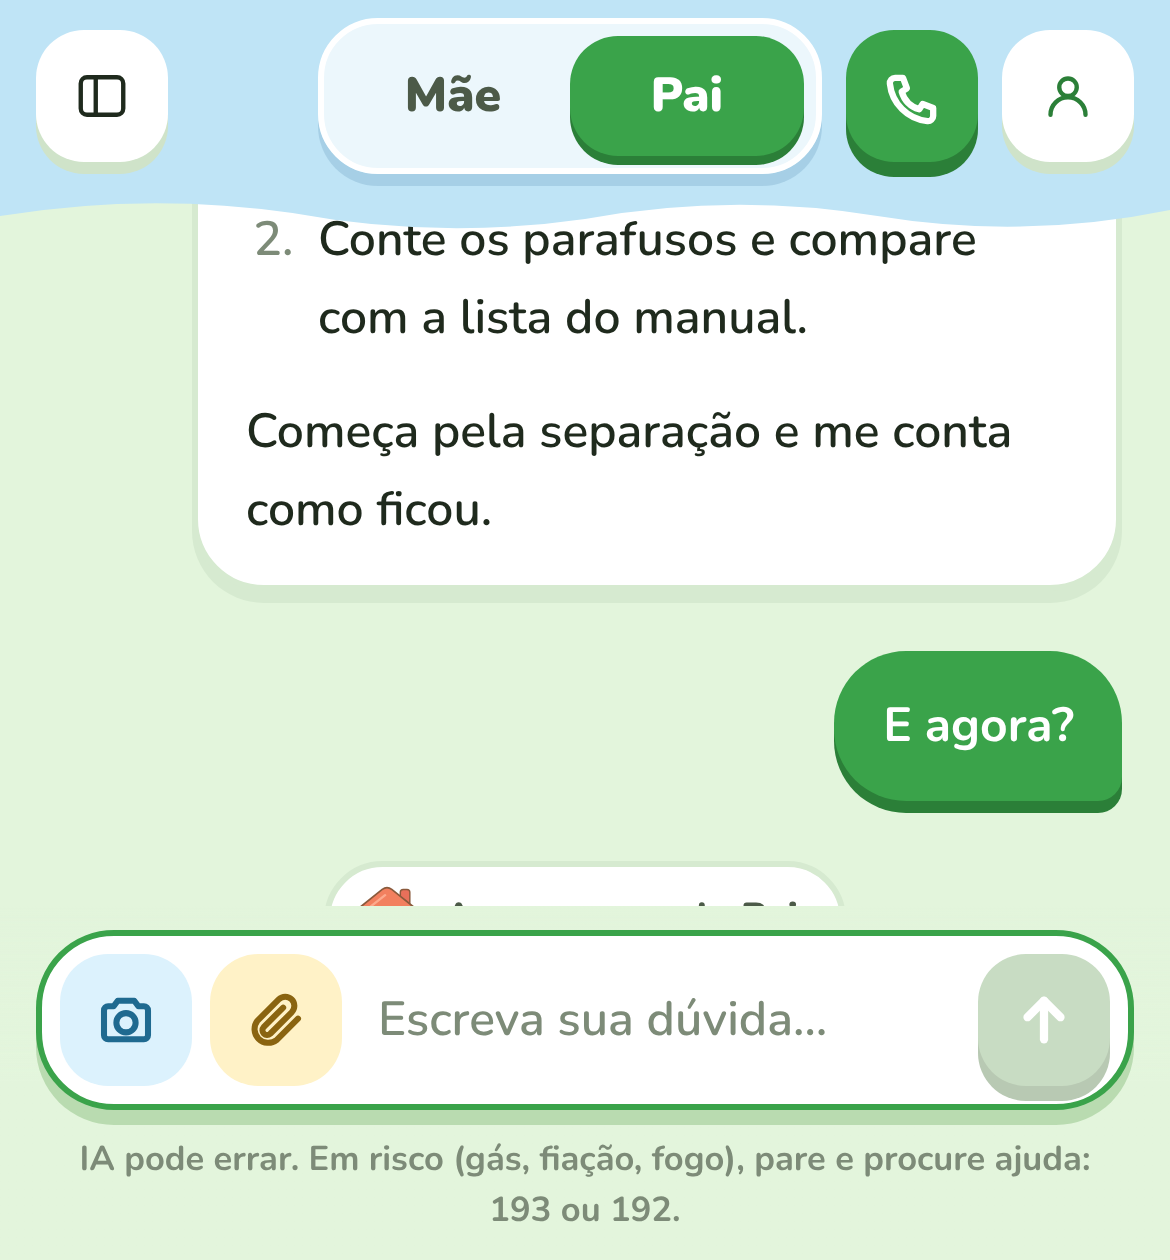 Mãe
Pai
2. Conte os parafusos e compare
com a lista do manual.
Começa pela separação e me conta
como ficou.
E agora?
Escreva sua dúvida...
IA pode errar. Em risco (gás, fiação, fogo), pare e procure ajuda:
193 ou 192.